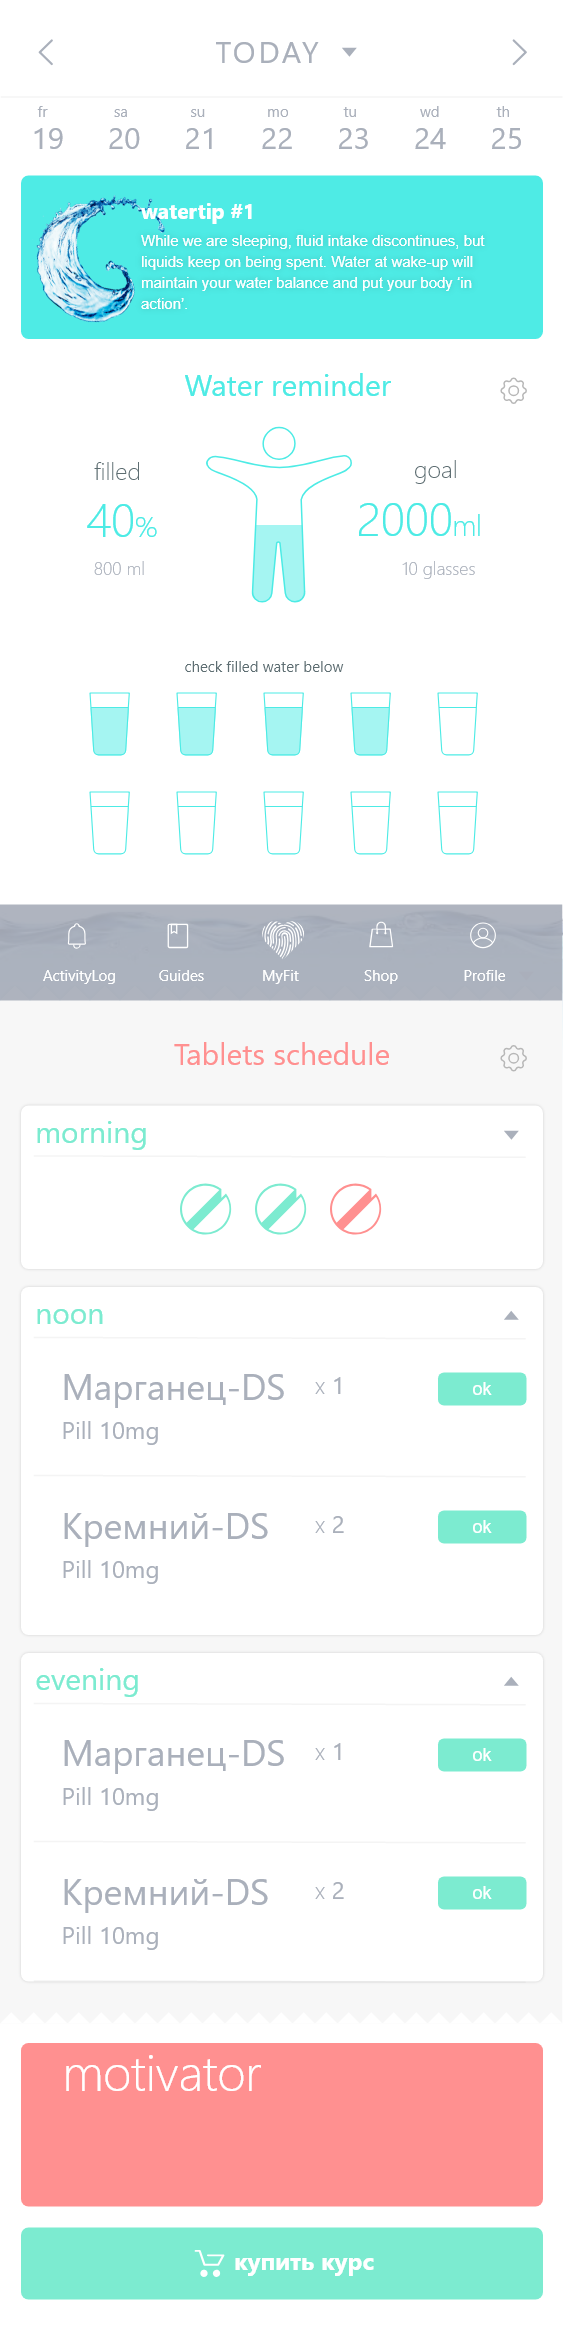 TODAY
fr sa su mo tu wd th
19 20 21 22 23 24 25
watertip #1
While we are sleeping, fluid intake discontinues, but
liquids keep on being spent. Water at wake-up will
maintain your water balance and put your body 'in
action'.
Water reminder
filled
40%
800 ml
goal
2000ml
10 glasses
check filled water below
ActivityLog Guides MyFit Shop Profile
Tablets schedule
morning
noon
Марганец-DS x 1 ok
Pill 10mg
Кремний-DS x 2 ok
Pill 10mg
evening
Марганец-DS x 1 ok
Pill 10mg
Кремний-DS x 2 ok
Pill 10mg
motivator
купить курс